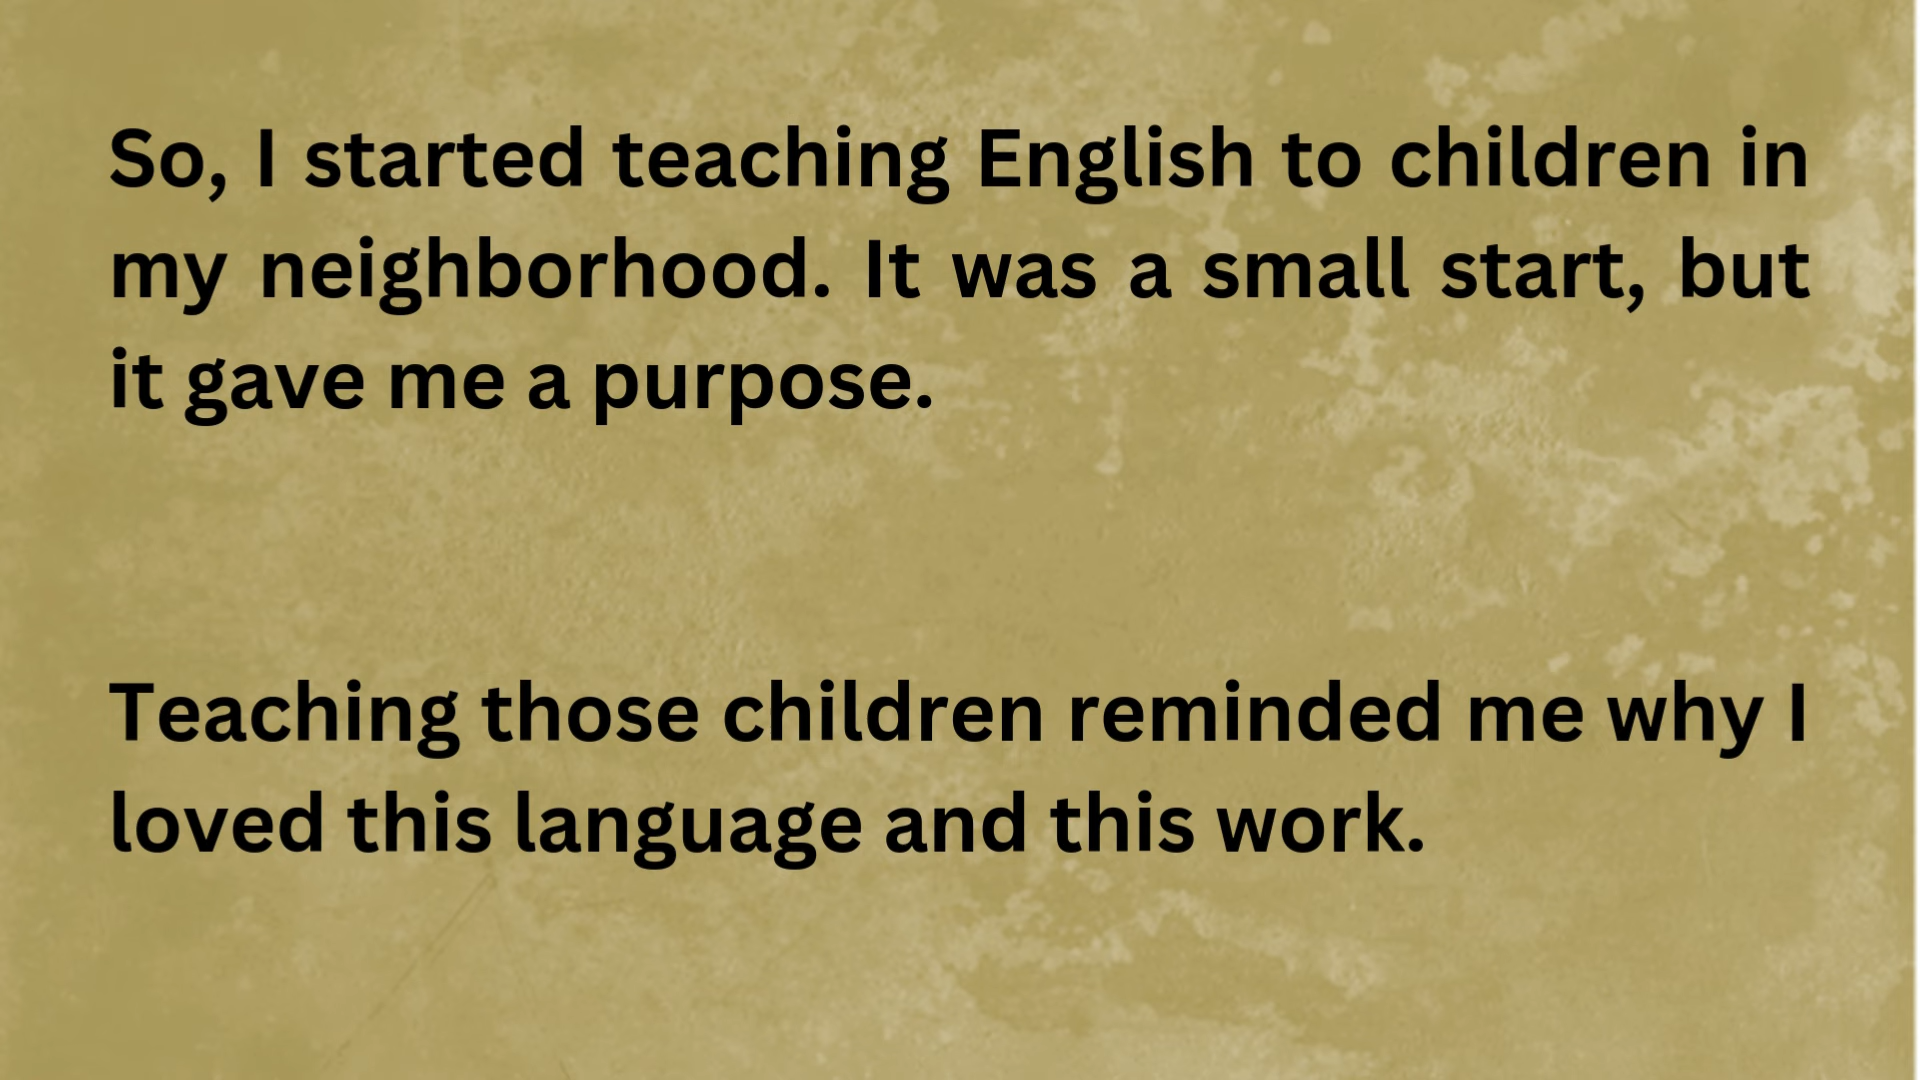 So, I started teaching English to children in
my neighborhood. It was a small start, but
it gave me a purpose.
Teaching those children reminded me why I
loved this language and this work.